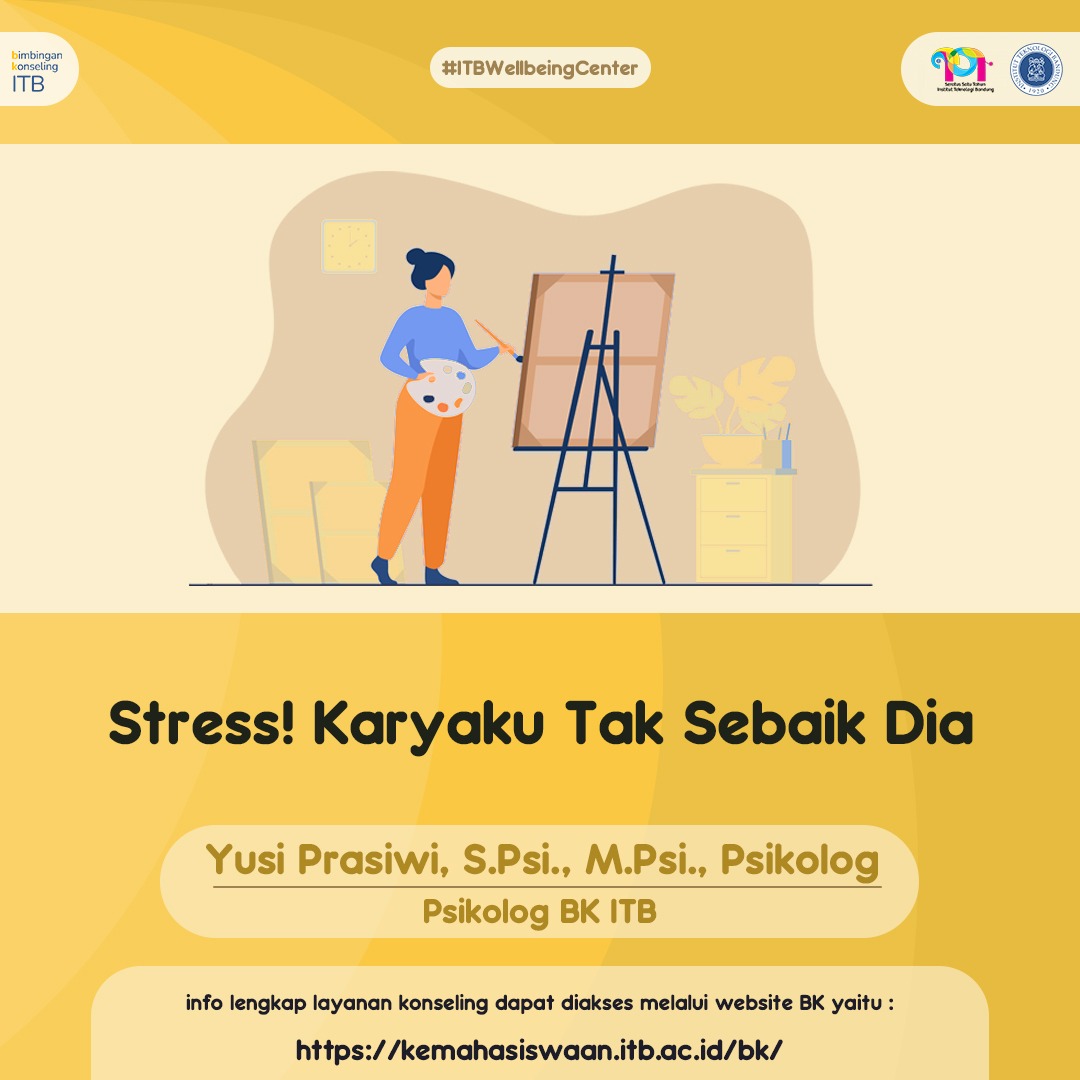 bimbingan
konseling
ITB
#ITBWellbeingCenter
Seratus Satu Tahun
Institut Teknologi Bandung
INSTITUT TEKNOLOGI BANDUNG
1920
Stress! Karyaku Tak Sebaik Dia
Yusi Prasiwi, S.Psi., M.Psi., Psikolog
Psikolog BK ITB
info lengkap layanan konseling dapat diakses melalui website BK yaitu :
https://kemahasiswaan.itb.ac.id/bk/